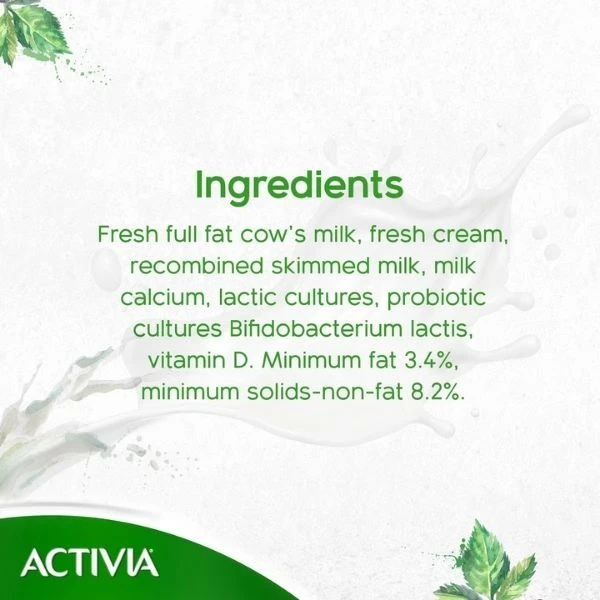 Ingredients
Fresh full fat cow's milk, fresh cream,
recombined skimmed milk, milk
calcium, lactic cultures, probiotic
cultures Bifidobacterium lactis,
vitamin D. Minimum fat 3.4%,
minimum solids-non-fat 8.2%.
ACTIVIA